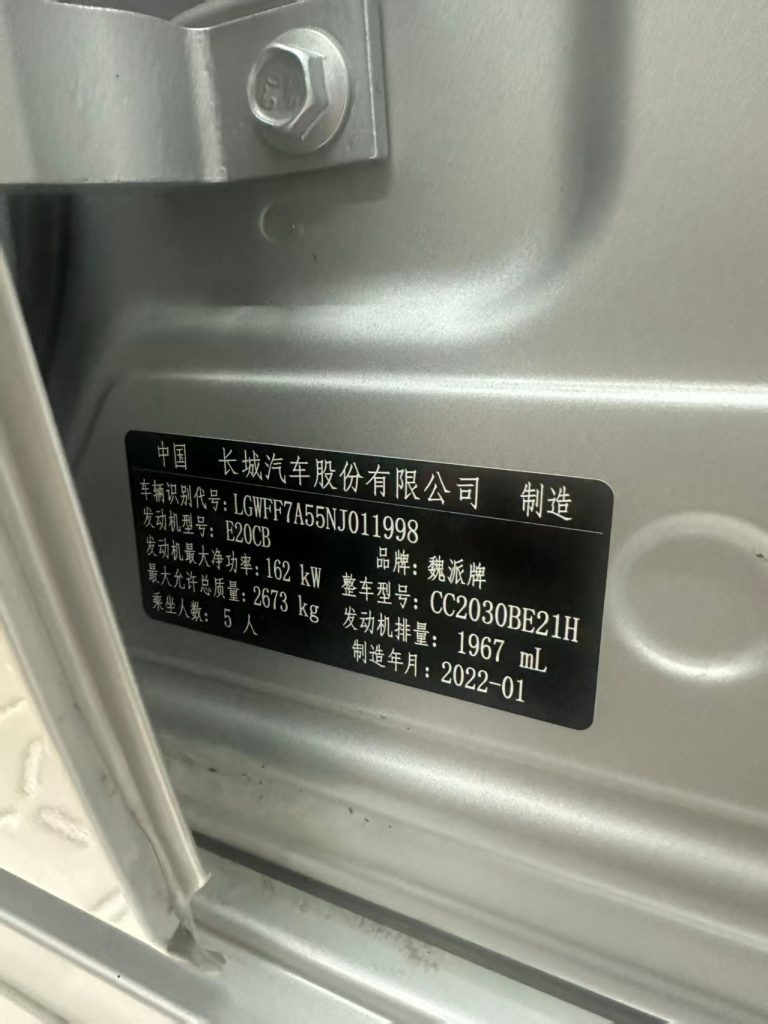 中国 长城汽车股份有限公司 制造
车辆识别代号: LGWFF7A55NJ011998
发动机型号: E20CB 品牌: 魏派牌
发动机最大净功率: 162 kW 整车型号: CC2030BE21H
最大允许总质量: 2673 kg 发动机排量: 1967 mL
乘坐人数: 5 人 制造年月: 2022-01